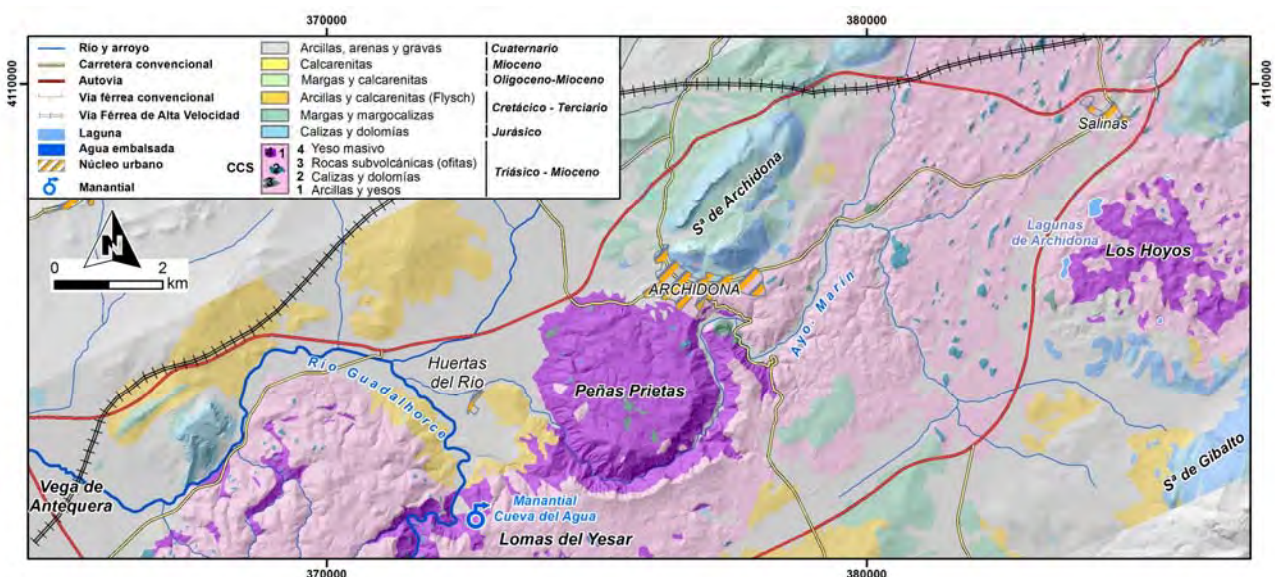 370000
380000
4110000
4110000
Río y arroyo
Carretera convencional
Autovía
Vía férrea convencional
Vía Férrea de Alta Velocidad
Laguna
Agua embalsada
Núcleo urbano
Manantial
Arcillas, arenas y gravas
Cuaternario
Calcarenitas
Mioceno
Margas y calcarenitas
Oligoceno-Mioceno
Arcillas y calcarenitas (Flysch)
Cretácico - Terciario
Margas y margocalizas
Calizas y dolomías
Jurásico
CCS
4 Yeso masivo
3 Rocas subvolcánicas (ofitas)
2 Calizas y dolomías
1 Arcillas y yesos
Triásico - Mioceno
1
N
0 2
km
Salinas
Sª de Archidona
Lagunas
de Archidona
Los Hoyos
ARCHIDONA
Ayo. Marín
Río Guadalhorce
Huertas
del Río
Peñas Prietas
Sª de Gibalto
Vega de
Antequera
Manantial
Cueva del Agua
Lomas del Yesar
370000
380000